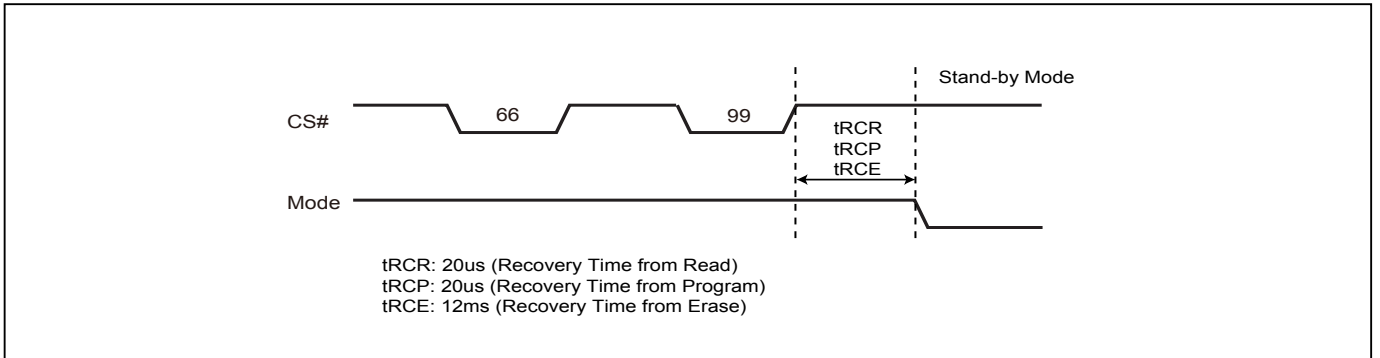 Stand-by Mode
CS#
66
99
tRCR
tRCP
tRCE
Mode
tRCR: 20us (Recovery Time from Read)
tRCP: 20us (Recovery Time from Program)
tRCE: 12ms (Recovery Time from Erase)